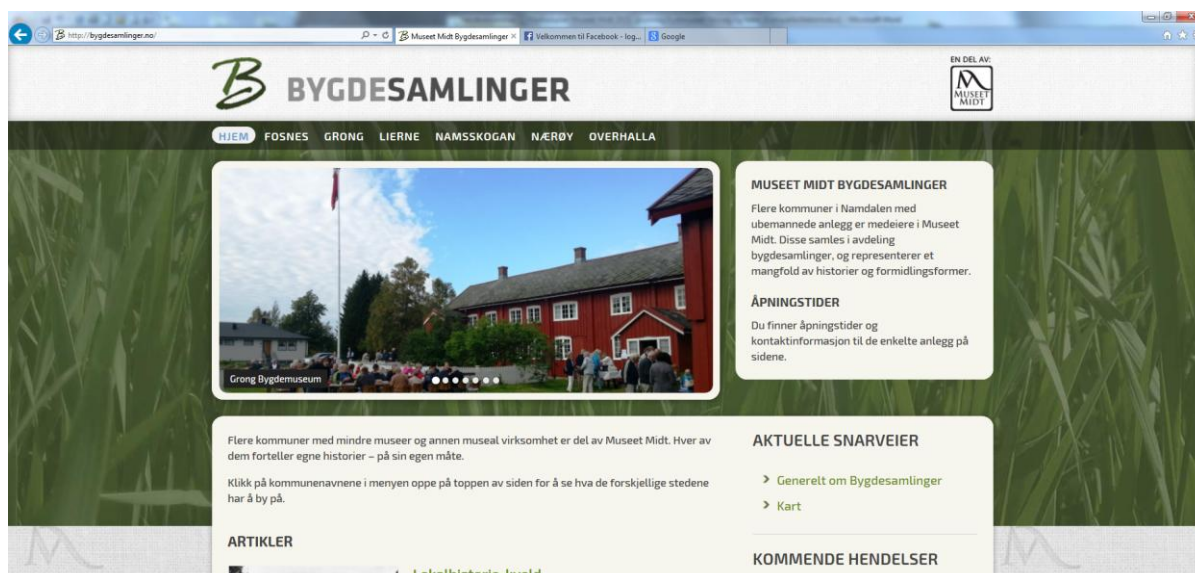 http://bygdesamlinger.no/
Museet Midt Bygdesamlinger
Velkommen til Facebook - log...
Google
B BYGDESAMLINGER
EN DEL AV:
M
MUSEET
MIDT
HJEM FOSNES GRONG LIERNE NAMSSKOGAN NÆRØY OVERHALLA
Grong Bygdemuseum
MUSEET MIDT BYGDESAMLINGER
Flere kommuner i Namdalen med
ubemannede anlegg er medeiere i Museet
Midt. Disse samles i avdeling
bygdesamlinger, og representerer et
mangfold av historier og formidlingsformer.
ÅPNINGSTIDER
Du finner åpningstider og
kontaktinformasjon til de enkelte anlegg på
sidene.
Flere kommuner med mindre museer og annen museal virksomhet er del av Museet Midt. Hver av
dem forteller egne historier – på sin egen måte.
Klikk på kommunenavnene i menyen oppe på toppen av siden for å se hva de forskjellige stedene
har å by på.
ARTIKLER
Lokalhistorie-kveld
AKTUELLE SNARVEIER
Generelt om Bygdesamlinger
Kart
KOMMENDE HENDELSER